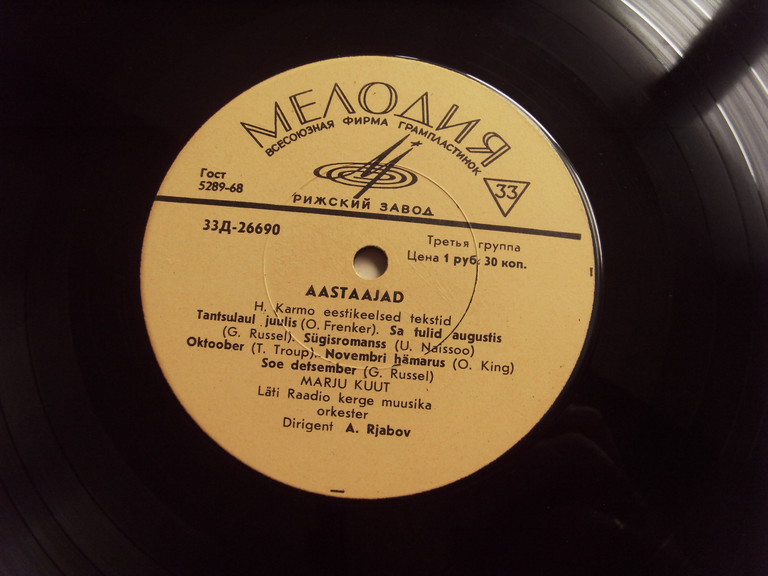 МЕЛОДИЯ
ВСЕСОЮЗНАЯ ФИРМА ГРАМПЛАСТИНОК
33
Гост
5289-68
РИЖСКИЙ ЗАВОД
33Д-26690
Третья группа
Цена 1 руб. 30 коп.
AASTAAJAD
H. Karmo eestikeelsed tekstid
Tantsulaul juulis (O. Frenker). Sa tulid augustis
(G. Russel). Sügisromanss (U. Naissoo)
Oktoober (T. Troup). Novembri hämarus (O. King)
Soe detsember (G. Russel)
MARJU KUUT
Läti Raadio kerge muusika
orkester
Dirigent A. Rjabov